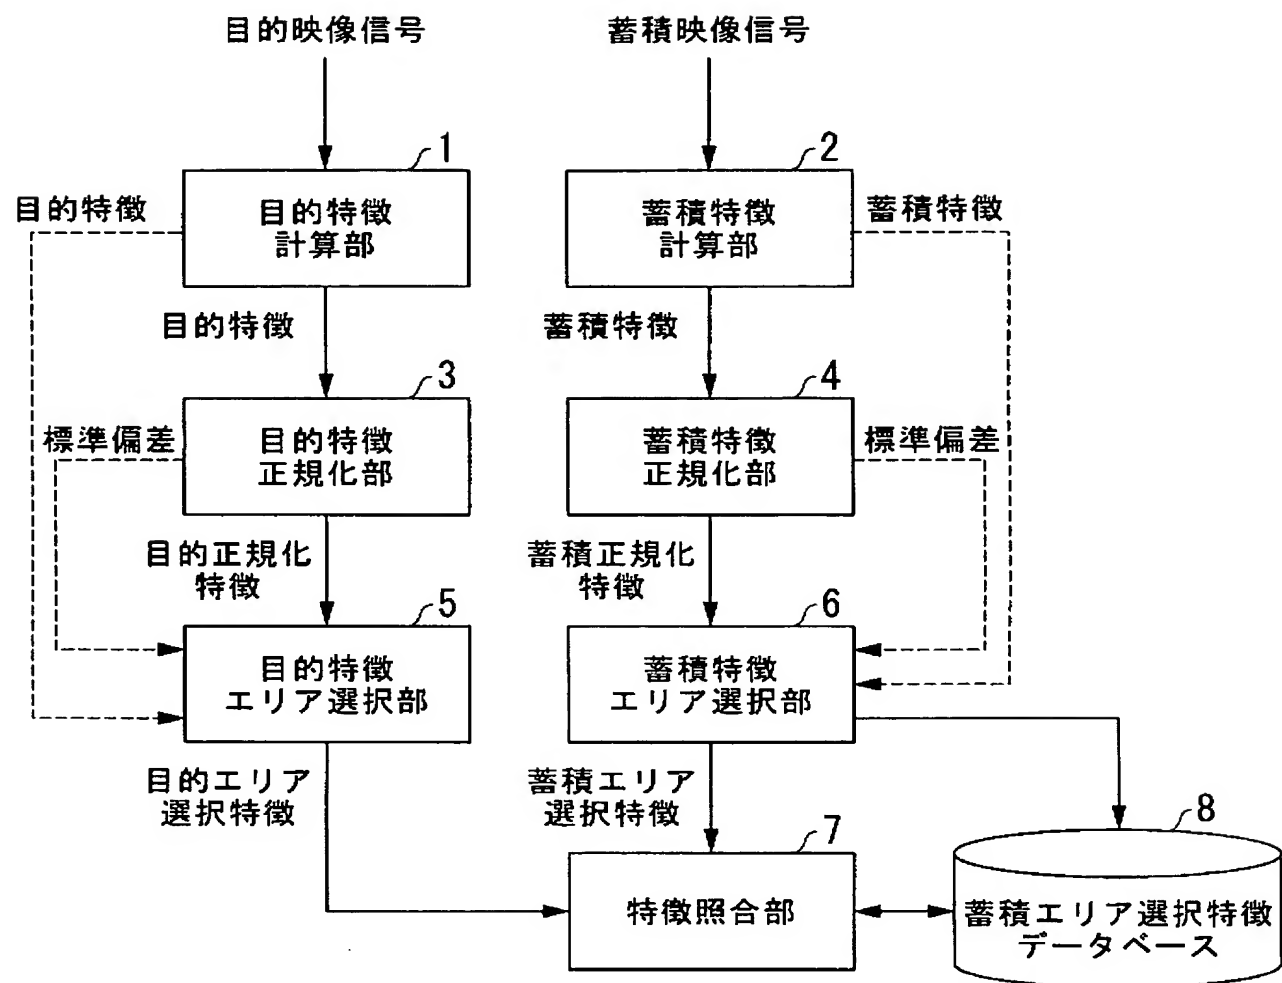 目的映像信号
蓄積映像信号
1
2
目的特徴
目的特徴
計算部
蓄積特徴
計算部
蓄積特徴
目的特徴
蓄積特徴
3
4
標準偏差
目的特徴
正規化部
蓄積特徴
正規化部
標準偏差
目的正規化
特徴
蓄積正規化
特徴
5
6
目的特徴
エリア選択部
蓄積特徴
エリア選択部
目的エリア
選択特徴
蓄積エリア
選択特徴
7
8
特徴照合部
蓄積エリア選択特徴
データベース